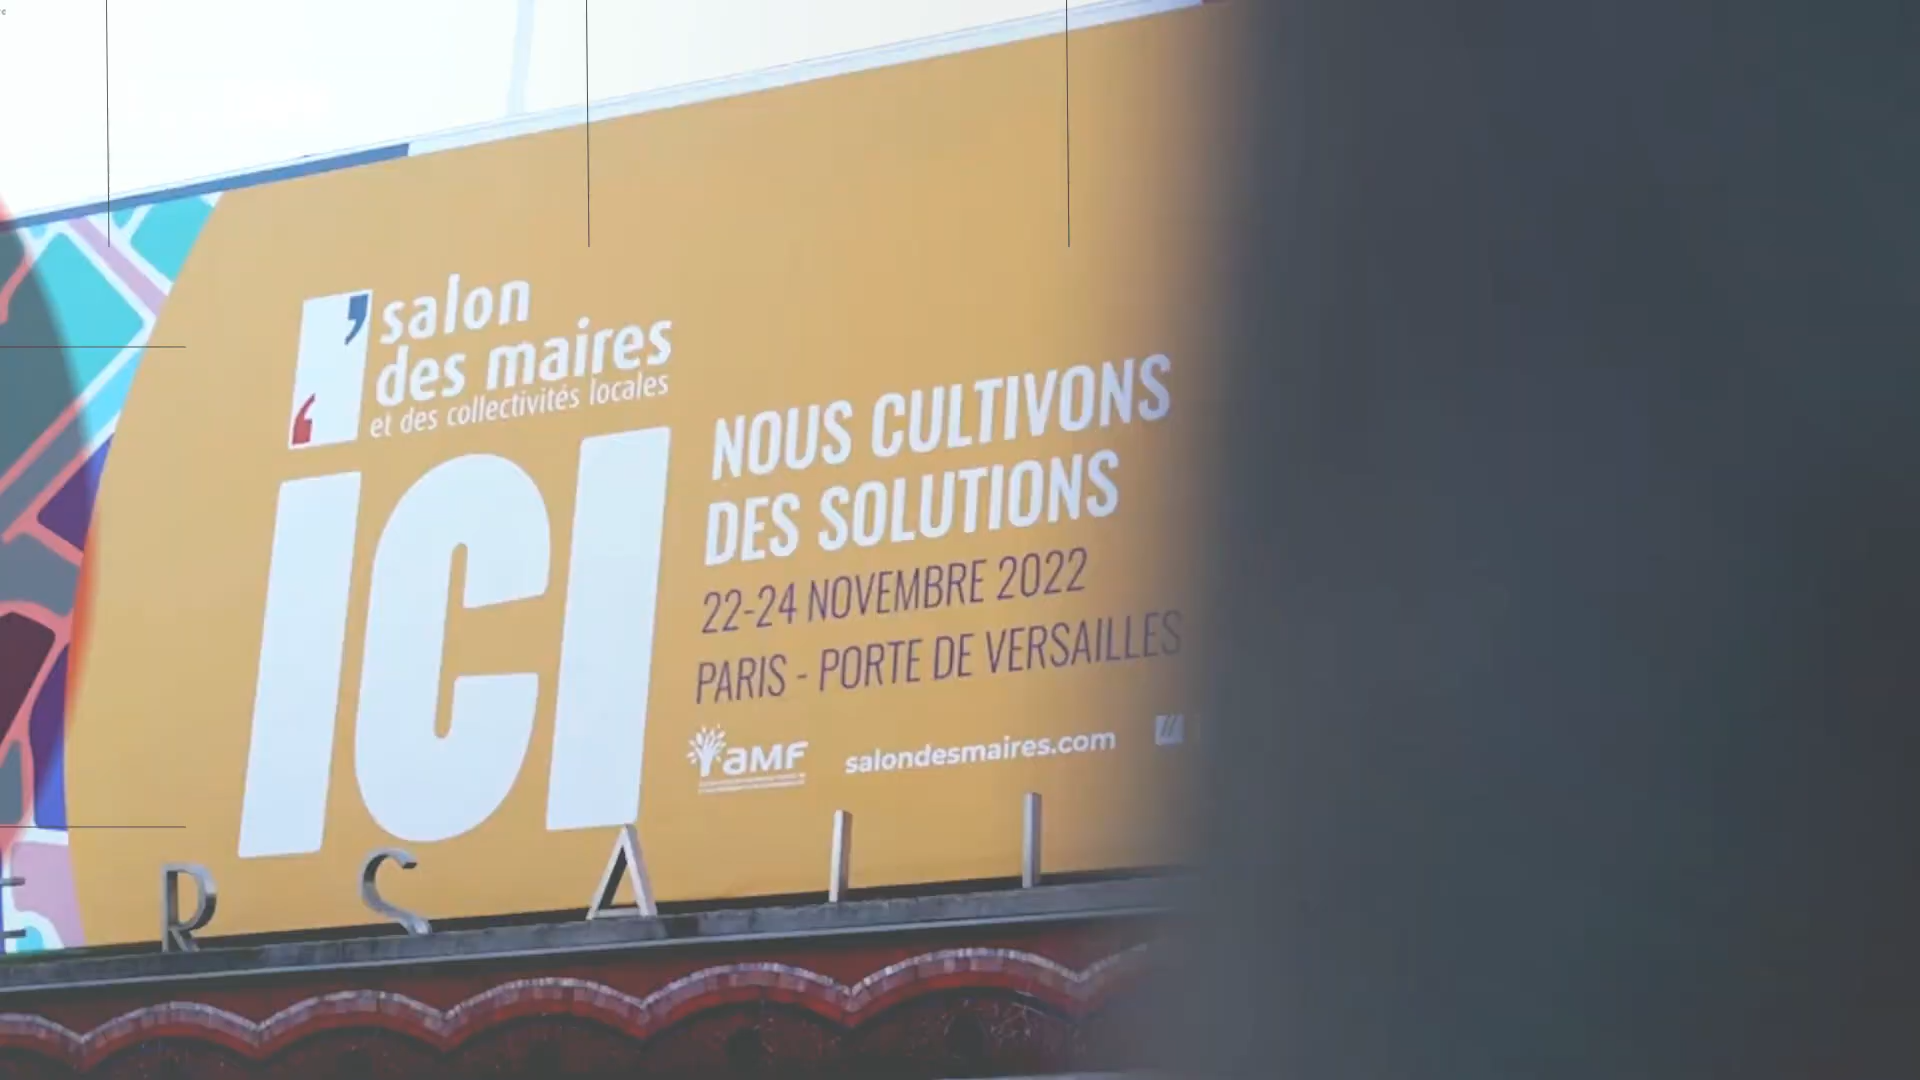 salon
des maires
et des collectivités locales
ici
NOUS CULTIVONS
DES SOLUTIONS
22-24 NOVEMBRE 2022
PARIS - PORTE DE VERSAILLES
AMF
salondesmaires.com
ERSAII